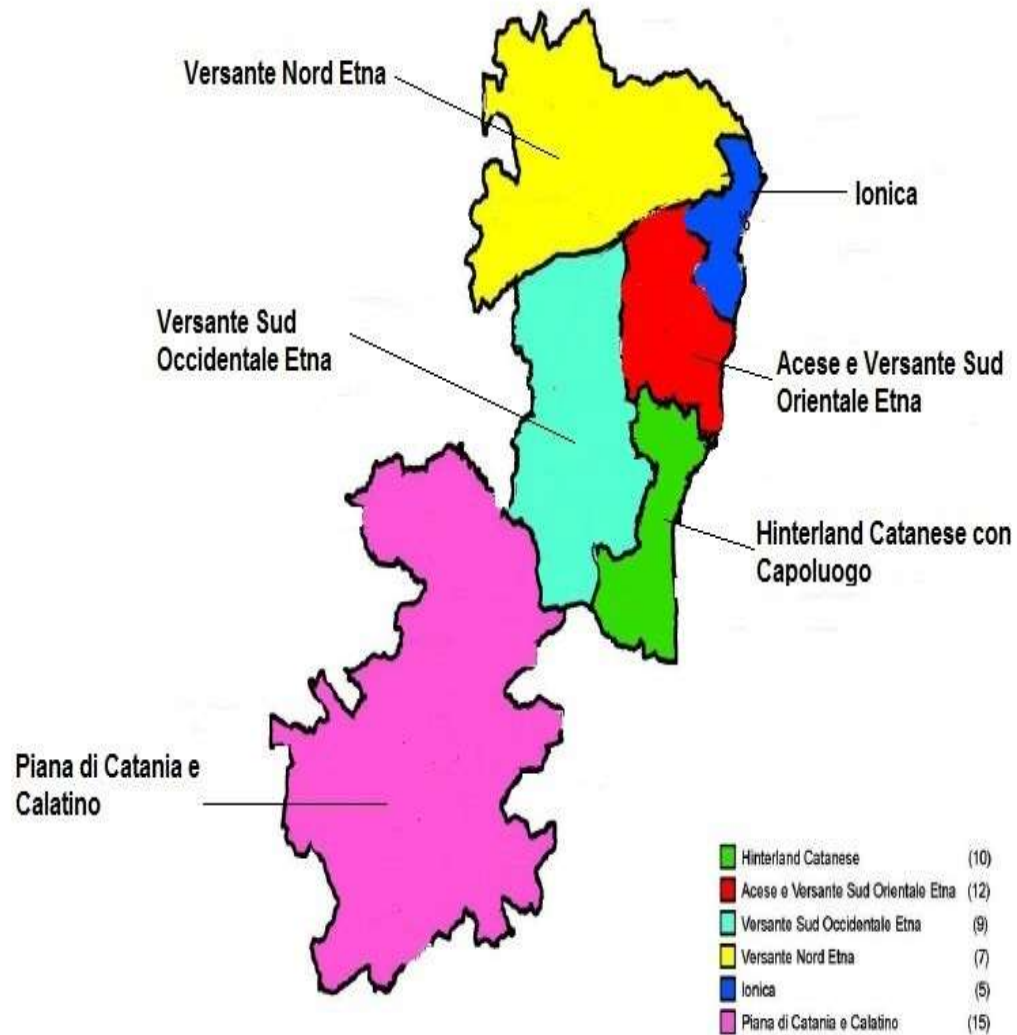 Versante Nord Etna
Ionica
Versante Sud
Occidentale Etna
Acese e Versante Sud
Orientale Etna
Hinterland Catanese con
Capoluogo
Piana di Catania e
Calatino
Hinterland Catanese (10)
Acese e Versante Sud Orientale Etna (12)
Versante Sud Occidentale Etna (9)
Versante Nord Etna (7)
Ionica (5)
Piana di Catania e Calatino (15)